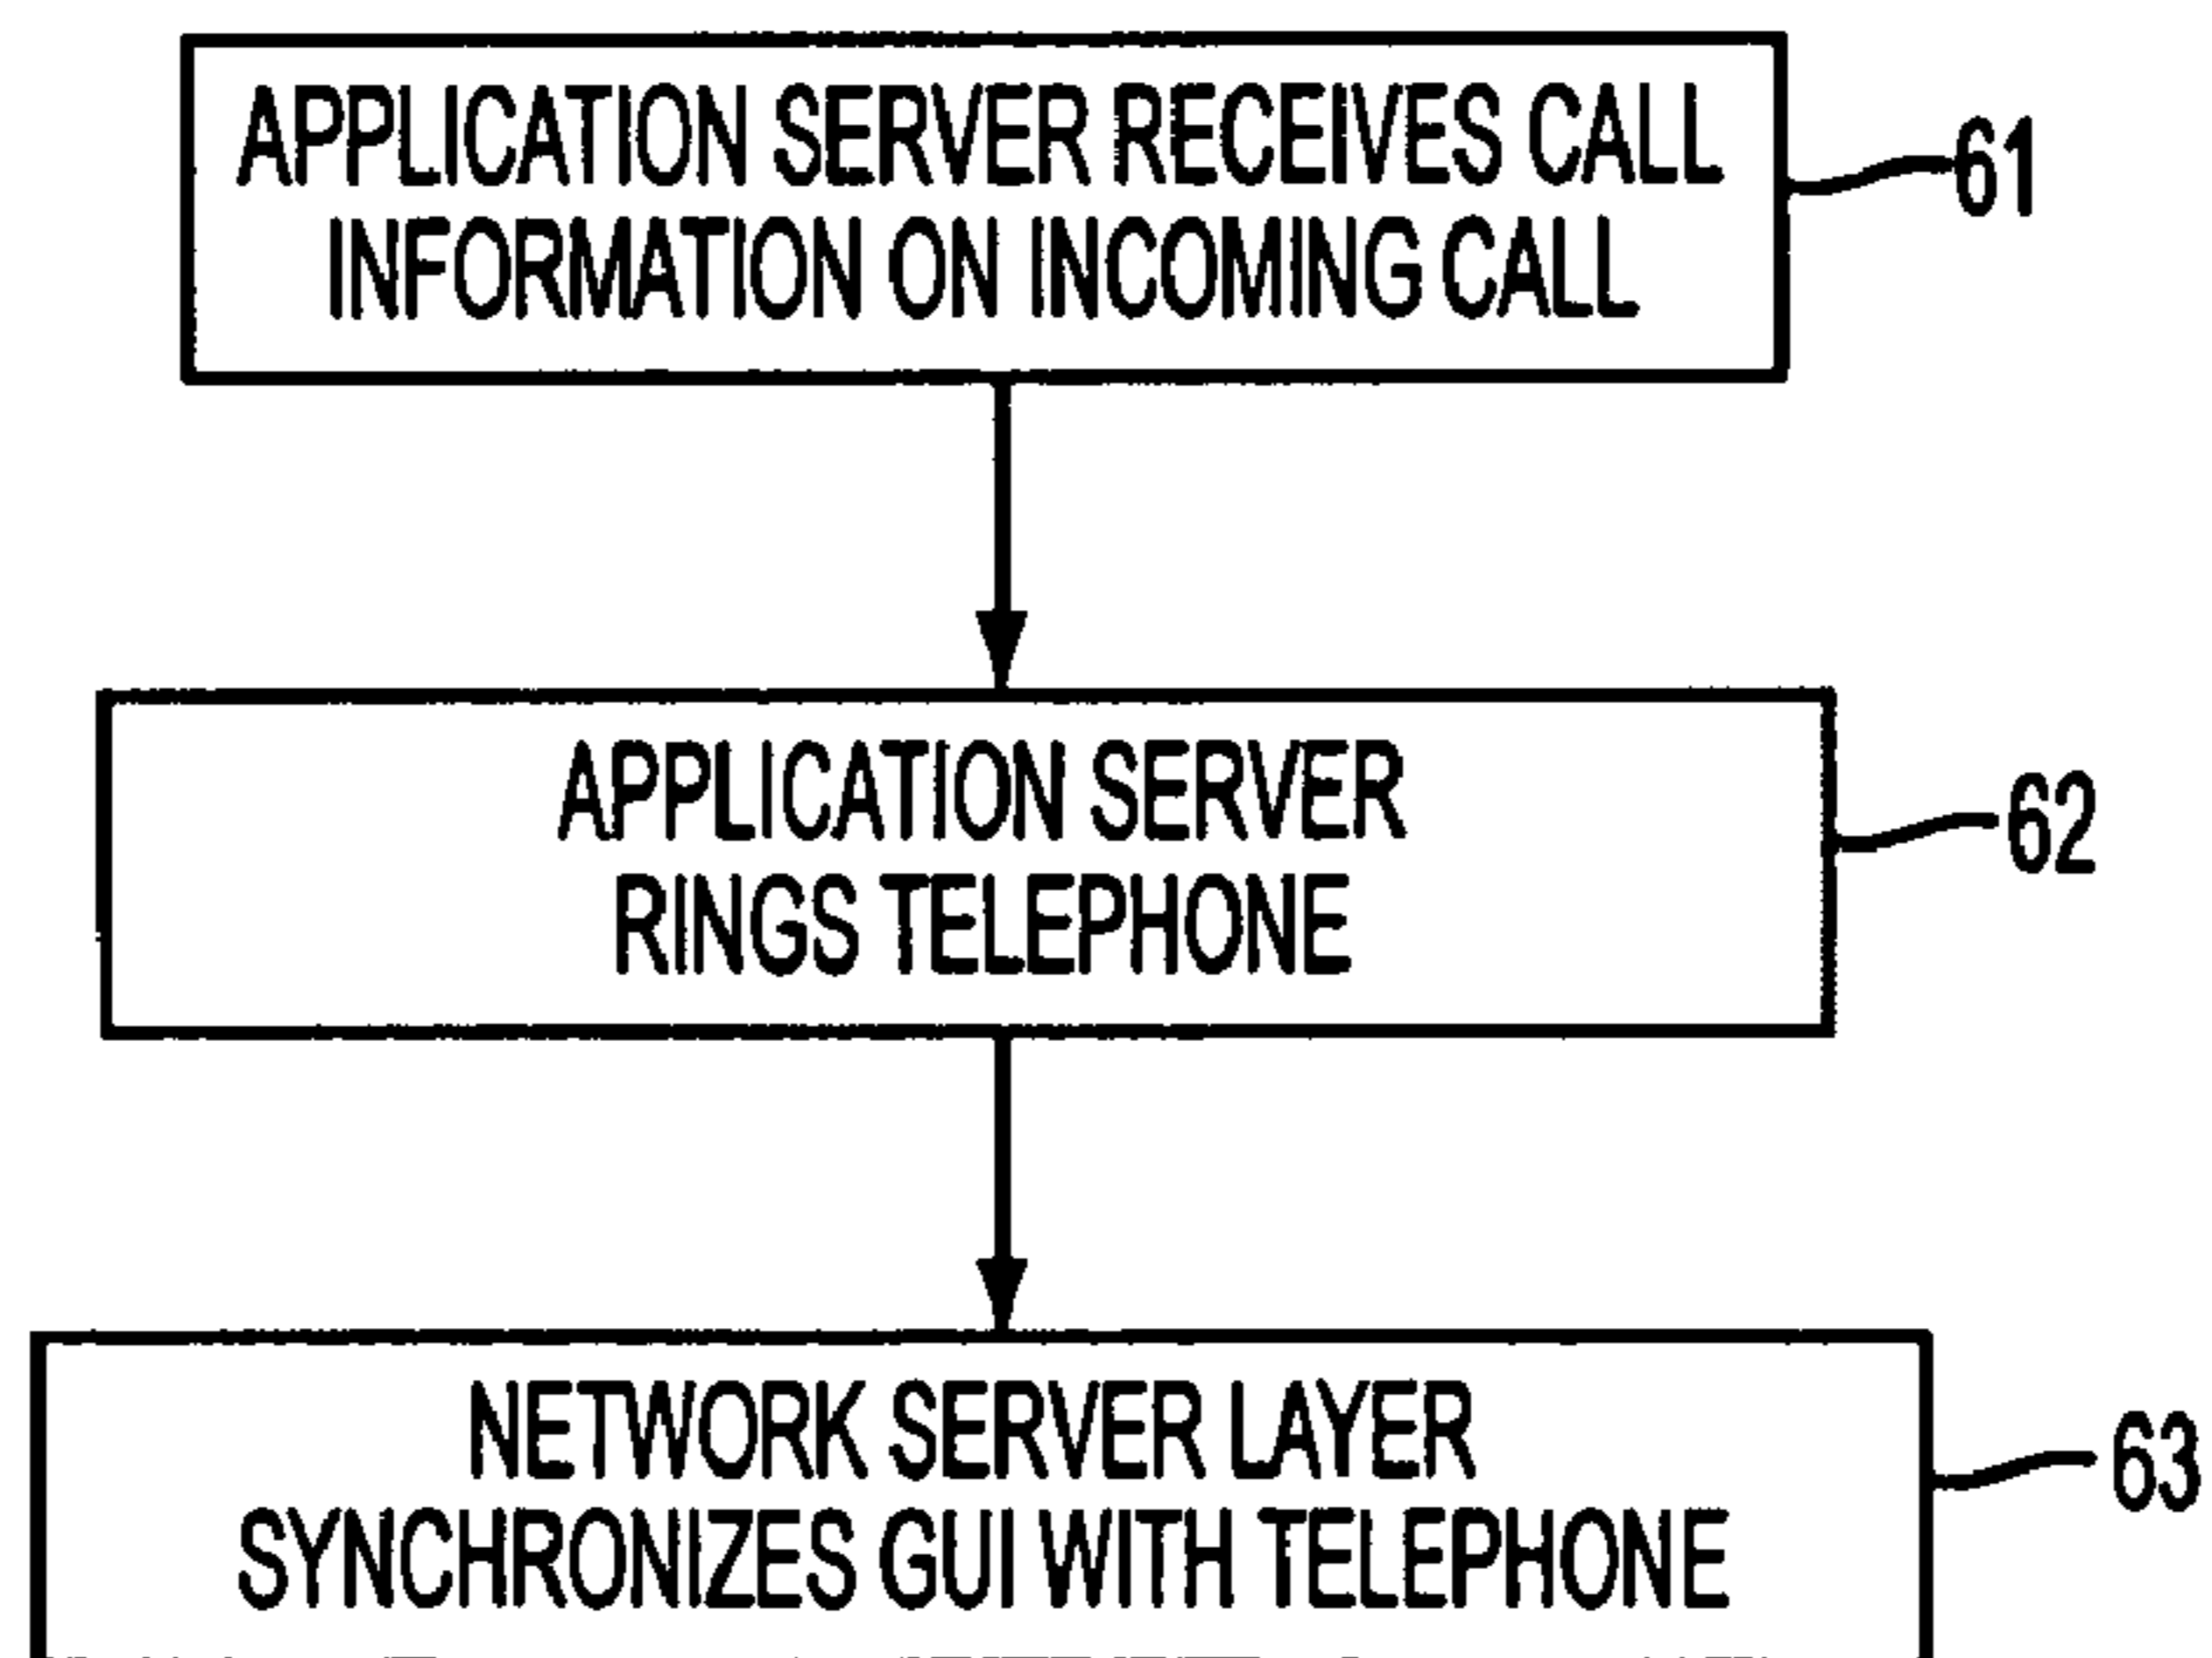 APPLICATION SERVER RECEIVES CALL
INFORMATION ON INCOMING CALL
61
APPLICATION SERVER
RINGS TELEPHONE
62
NETWORK SERVER LAYER
SYNCHRONIZES GUI WITH TELEPHONE
63